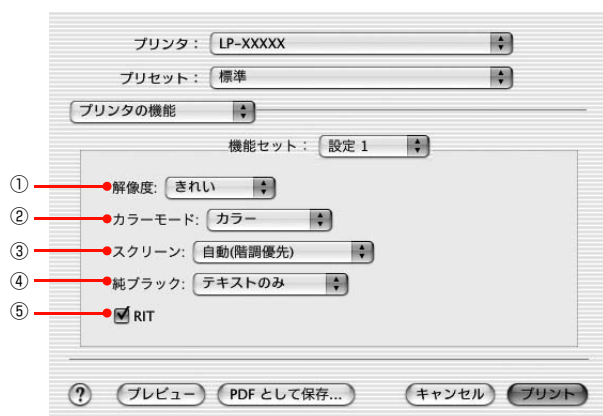 プリンタ： LP-XXXXX
プリセット： 標準
プリンタの機能
機能セット： 設定 1
① 解像度: きれい
② カラーモード: カラー
③ スクリーン: 自動(階調優先)
④ 純ブラック: テキストのみ
⑤ RIT
? プレビュー PDF として保存... キャンセル プリント